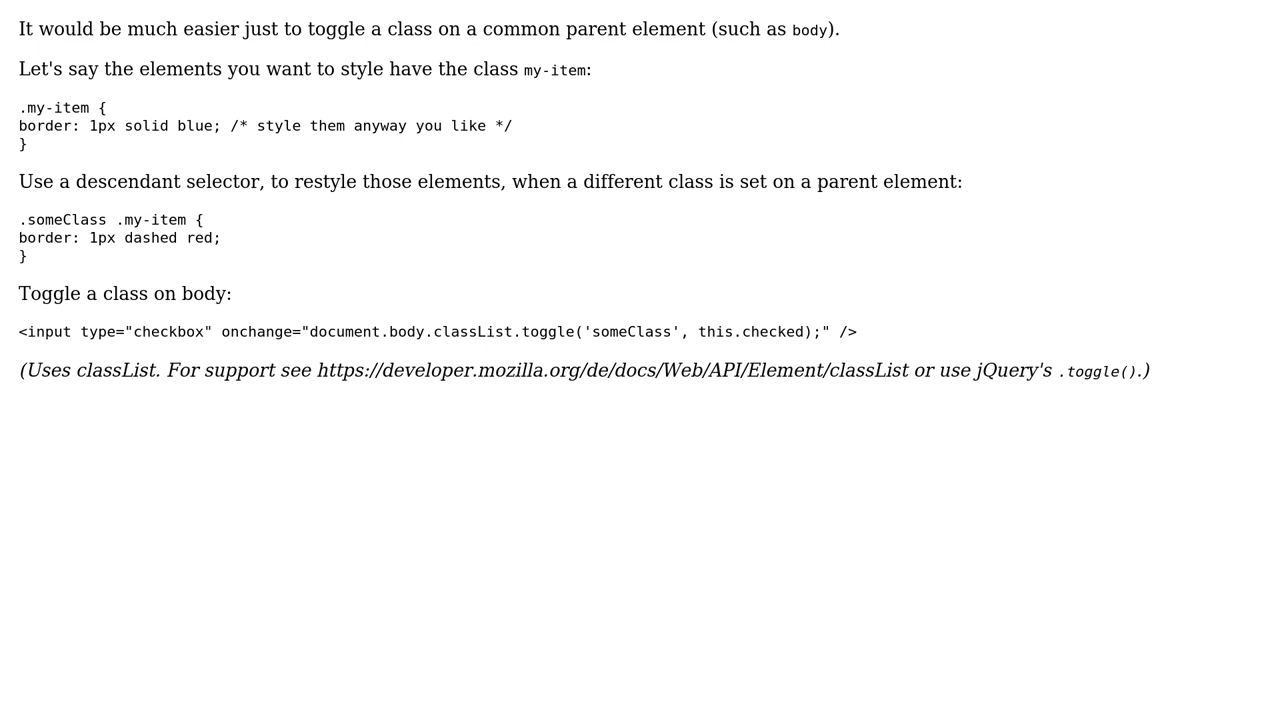 It would be much easier just to toggle a class on a common parent element (such as body).
Let's say the elements you want to style have the class my-item:
.my-item {
border: 1px solid blue; /* style them anyway you like */
}
Use a descendant selector, to restyle those elements, when a different class is set on a parent element:
.someClass .my-item {
border: 1px dashed red;
}
Toggle a class on body:
<input type="checkbox" onchange="document.body.classList.toggle('someClass', this.checked);" />
(Uses classList. For support see https://developer.mozilla.org/de/docs/Web/API/Element/classList or use jQuery's .toggle().)